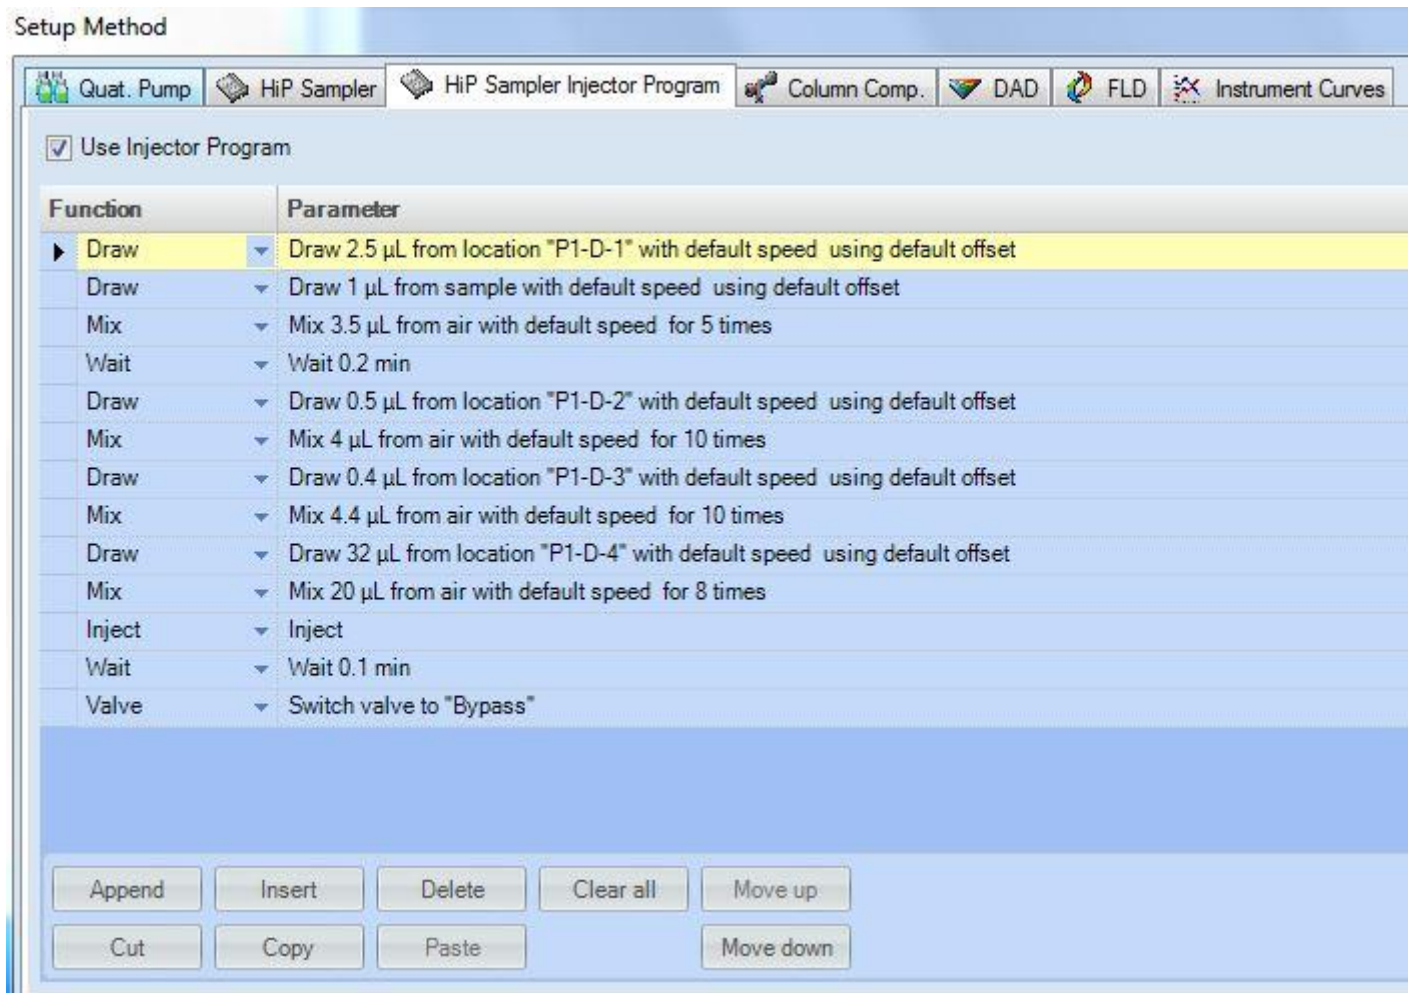 Setup Method
Quat. Pump HiP Sampler HiP Sampler Injector Program Column Comp. DAD FLD Instrument Curves
Use Injector Program
Function Parameter
Draw Draw 2.5 µL from location "P1-D-1" with default speed using default offset
Draw Draw 1 µL from sample with default speed using default offset
Mix Mix 3.5 µL from air with default speed for 5 times
Wait Wait 0.2 min
Draw Draw 0.5 µL from location "P1-D-2" with default speed using default offset
Mix Mix 4 µL from air with default speed for 10 times
Draw Draw 0.4 µL from location "P1-D-3" with default speed using default offset
Mix Mix 4.4 µL from air with default speed for 10 times
Draw Draw 32 µL from location "P1-D-4" with default speed using default offset
Mix Mix 20 µL from air with default speed for 8 times
Inject Inject
Wait Wait 0.1 min
Valve Switch valve to "Bypass"
Append Insert Delete Clear all Move up
Cut Copy Paste Move down